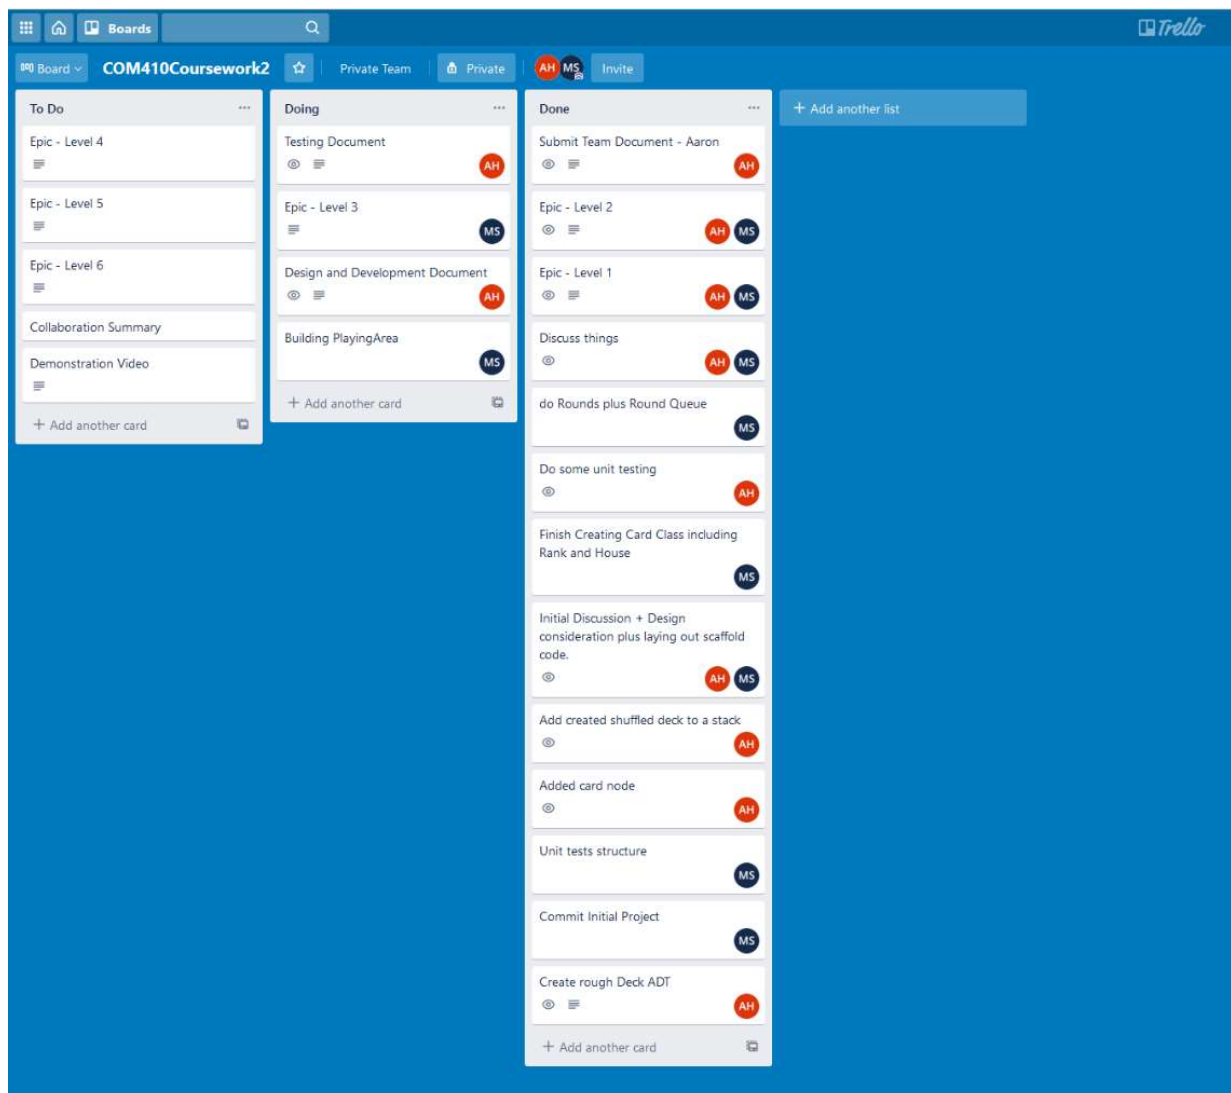 Boards
Trello
Board
COM410Coursework2
Private Team
Private
AH
MS
Invite
To Do
Epic - Level 4
Epic - Level 5
Epic - Level 6
Collaboration Summary
Demonstration Video
+ Add another card
Doing
Testing Document
AH
Epic - Level 3
MS
Design and Development Document
AH
Building PlayingArea
MS
+ Add another card
Done
Submit Team Document - Aaron
AH
Epic - Level 2
AH MS
Epic - Level 1
AH MS
Discuss things
AH MS
do Rounds plus Round Queue
MS
Do some unit testing
AH
Finish Creating Card Class including
Rank and House
MS
Initial Discussion + Design
consideration plus laying out scaffold
code.
AH MS
Add created shuffled deck to a stack
AH
Added card node
AH
Unit tests structure
MS
Commit Initial Project
MS
Create rough Deck ADT
AH
+ Add another card
+ Add another list